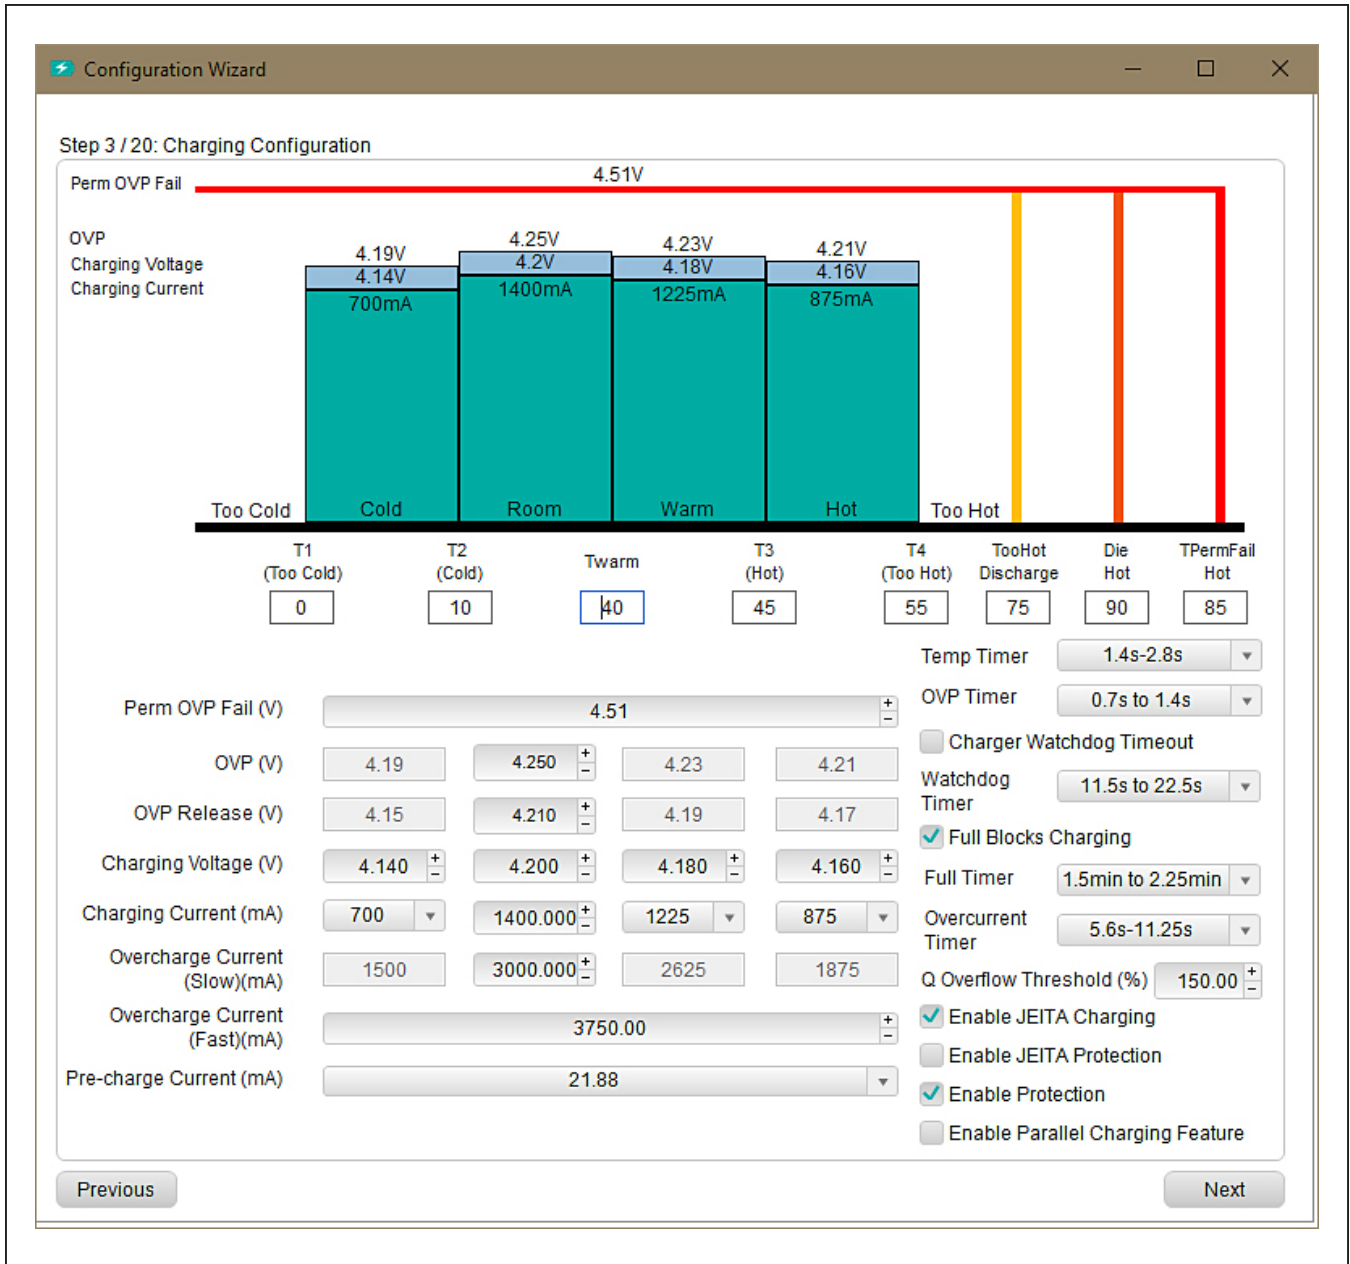 Configuration Wizard
Step 3 / 20: Charging Configuration
Perm OVP Fail
4.51V
OVP
Charging Voltage
Charging Current
4.19V
4.14V
700mA
4.25V
4.2V
1400mA
4.23V
4.18V
1225mA
4.21V
4.16V
875mA
Too Cold
Cold
Room
Warm
Hot
Too Hot
T1
(Too Cold)
T2
(Cold)
Twarm
T3
(Hot)
T4
(Too Hot)
TooHot
Discharge
Die
Hot
TPermFail
Hot
0 10 40 45 55 75 90 85
Perm OVP Fail (V) 4.51 + −
OVP (V) 4.19 4.250 + − 4.23 4.21
OVP Release (V) 4.15 4.210 + − 4.19 4.17
Charging Voltage (V) 4.140 + − 4.200 + − 4.180 + − 4.160 + −
Charging Current (mA) 700 1400.000 + − 1225 875
Overcharge Current
(Slow)(mA) 1500 3000.000 + − 2625 1875
Overcharge Current
(Fast)(mA) 3750.00 + −
Pre-charge Current (mA) 21.88
Temp Timer 1.4s-2.8s
OVP Timer 0.7s to 1.4s
Charger Watchdog Timeout
Watchdog
Timer 11.5s to 22.5s
Full Blocks Charging
Full Timer 1.5min to 2.25min
Overcurrent
Timer 5.6s-11.25s
Q Overflow Threshold (%) 150.00 + −
Enable JEITA Charging
Enable JEITA Protection
Enable Protection
Enable Parallel Charging Feature
Previous
Next